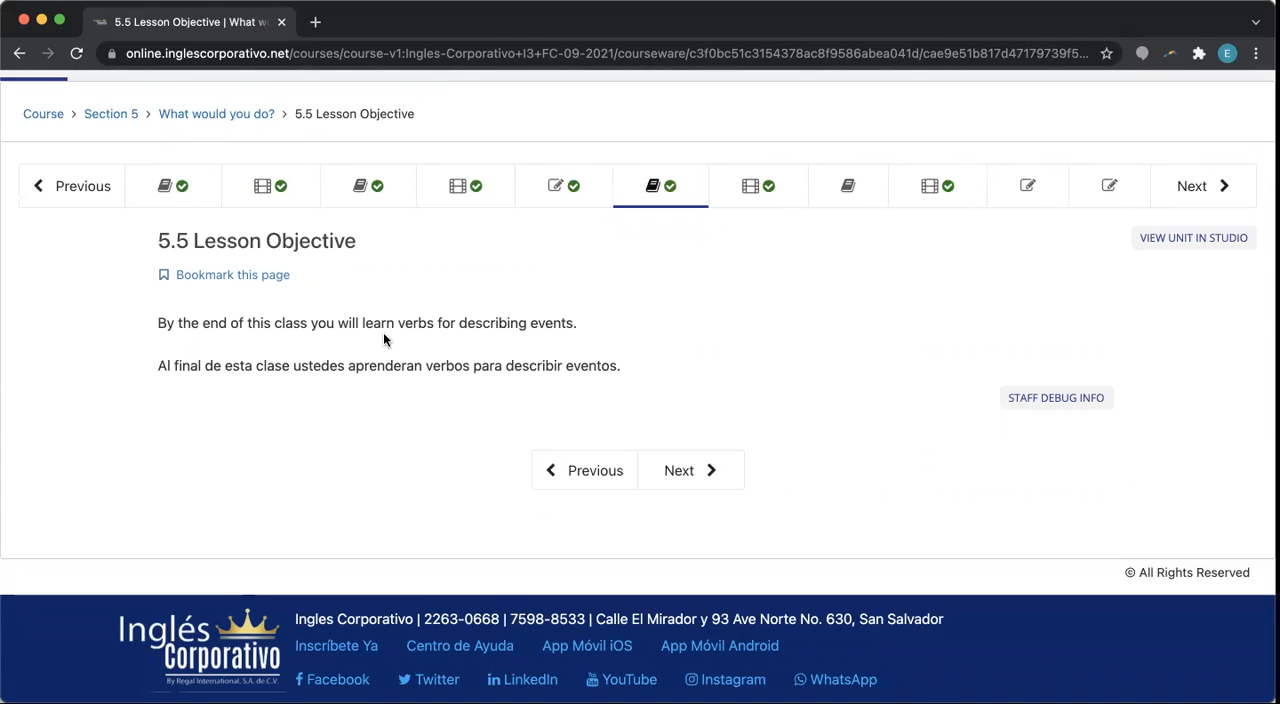 5.5 Lesson Objective | What w
online.inglescorporativo.net/courses/course-v1:Ingles-Corporativo+I3+FC-09-2021/courseware/c3f0bc51c3154378ac8f9586abea041d/cae9e51b817d47179739f5...
E
Course > Section 5 > What would you do? > 5.5 Lesson Objective
Previous
Next
5.5 Lesson Objective
VIEW UNIT IN STUDIO
Bookmark this page
By the end of this class you will learn verbs for describing events.
Al final de esta clase ustedes aprenderan verbos para describir eventos.
STAFF DEBUG INFO
Previous Next
© All Rights Reserved
Inglés Corporativo
By Regal International, S.A. de C.V.
Ingles Corporativo | 2263-0668 | 7598-8533 | Calle El Mirador y 93 Ave Norte No. 630, San Salvador
Inscríbete Ya Centro de Ayuda App Móvil iOS App Móvil Android
Facebook Twitter LinkedIn YouTube Instagram WhatsApp